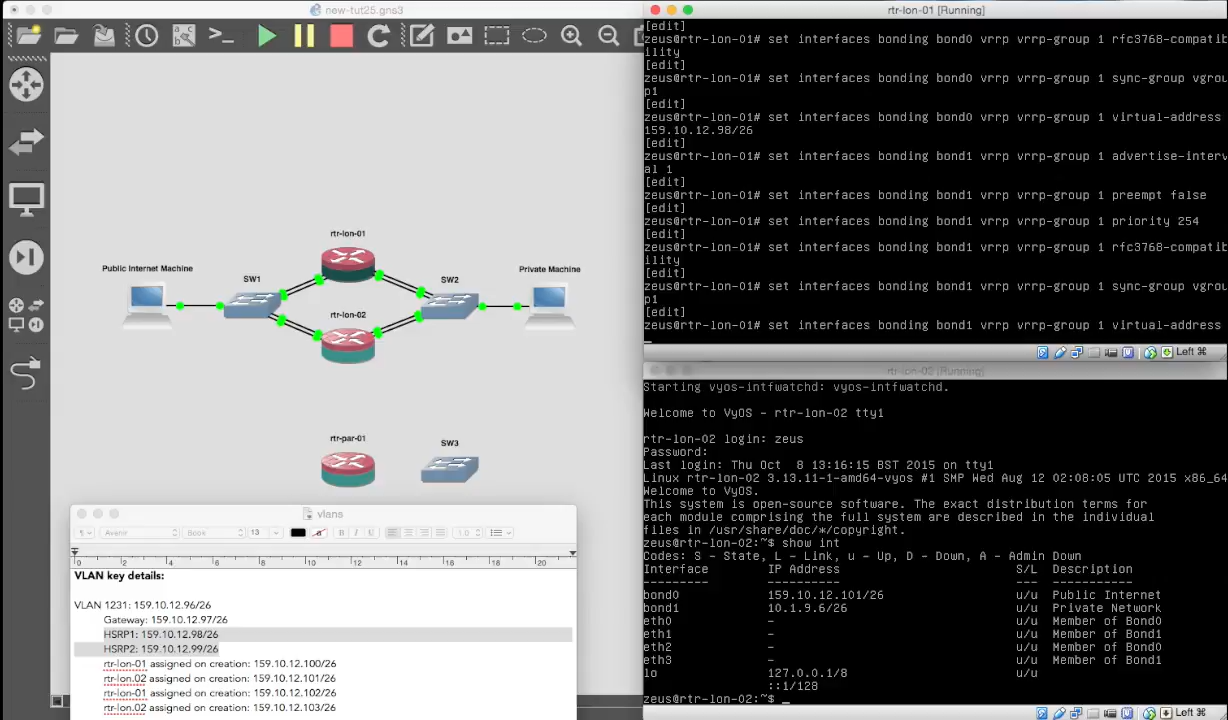 new-tut25.gns3
rtr-lon-01
Public Internet Machine
SW1
SW2
Private Machine
rtr-lon-02
rtr-par-01
SW3
vlans
Avenir
Book
13
B I U
1.0
0 2 4 6 8 10 12 14 16 18 20
VLAN key details:
VLAN 1231: 159.10.12.96/26
Gateway: 159.10.12.97/26
HSRP1: 159.10.12.98/26
HSRP2: 159.10.12.99/26
rtr-lon-01 assigned on creation: 159.10.12.100/26
rtr-lon.02 assigned on creation: 159.10.12.101/26
rtr-lon-01 assigned on creation: 159.10.12.102/26
rtr-lon.02 assigned on creation: 159.10.12.103/26
rtr-lon-01 [Running]
[edit]
zeus@rtr-lon-01# set interfaces bonding bond0 vrrp vrrp-group 1 rfc3768-compatib
ility
[edit]
zeus@rtr-lon-01# set interfaces bonding bond0 vrrp vrrp-group 1 sync-group vgrou
p1
[edit]
zeus@rtr-lon-01# set interfaces bonding bond0 vrrp vrrp-group 1 virtual-address
159.10.12.98/26
[edit]
zeus@rtr-lon-01# set interfaces bonding bond1 vrrp vrrp-group 1 advertise-interv
al 1
[edit]
zeus@rtr-lon-01# set interfaces bonding bond1 vrrp vrrp-group 1 preempt false
[edit]
zeus@rtr-lon-01# set interfaces bonding bond1 vrrp vrrp-group 1 priority 254
[edit]
zeus@rtr-lon-01# set interfaces bonding bond1 vrrp vrrp-group 1 rfc3768-compatib
ility
[edit]
zeus@rtr-lon-01# set interfaces bonding bond1 vrrp vrrp-group 1 sync-group vgrou
p1
[edit]
zeus@rtr-lon-01# set interfaces bonding bond1 vrrp vrrp-group 1 virtual-address
_
Left ⌘
rtr-lon-02 [Running]
Starting vyos-intfwatchd: vyos-intfwatchd.
Welcome to VyOS - rtr-lon-02 tty1
rtr-lon-02 login: zeus
Password:
Last login: Thu Oct  8 13:16:15 BST 2015 on tty1
Linux rtr-lon-02 3.13.11-1-amd64-vyos #1 SMP Wed Aug 12 02:08:05 UTC 2015 x86_64
Welcome to VyOS.
This system is open-source software. The exact distribution terms for
each module comprising the full system are described in the individual
files in /usr/share/doc/*/copyright.
zeus@rtr-lon-02:~$ show int
Codes: S - State, L - Link, u - Up, D - Down, A - Admin Down
Interface IP Address S/L Description
--------- ---------- --- -----------
bond0 159.10.12.101/26 u/u Public Internet
bond1 10.1.9.6/26 u/u Private Network
eth0 - u/u Member of Bond0
eth1 - u/u Member of Bond1
eth2 - u/u Member of Bond0
eth3 - u/u Member of Bond1
lo 127.0.0.1/8 u/u
::1/128
zeus@rtr-lon-02:~$ _
Left ⌘